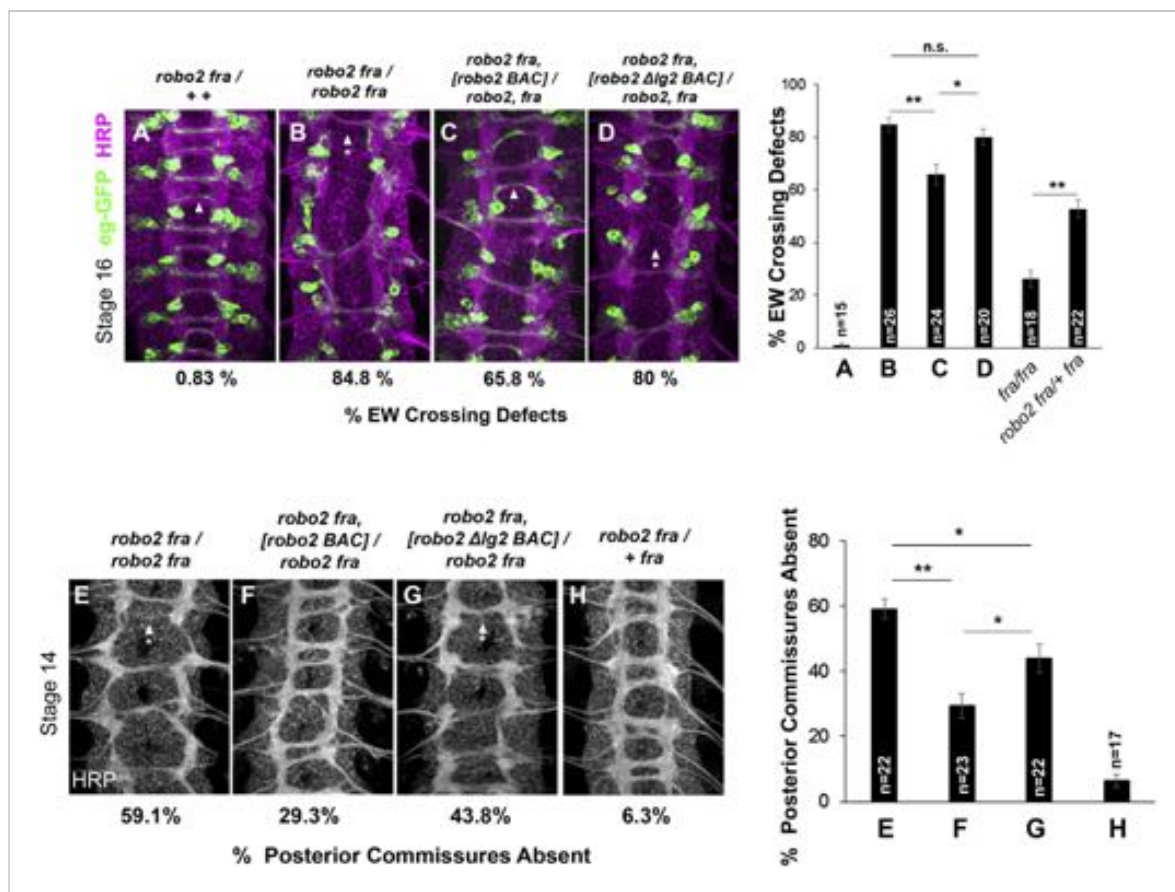 robo2 fra /
+ +
robo2 fra /
robo2 fra
robo2 fra,
[robo2 BAC] /
robo2, fra
robo2 fra,
[robo2 ΔIg2 BAC] /
robo2, fra
Stage 16 eg-GFP HRP
A
B
C
D
0.83 %
84.8 %
65.8 %
80 %
% EW Crossing Defects
% EW Crossing Defects
100
80
60
40
20
0
n.s.
**
*
**
n=15
n=26
n=24
n=20
n=18
n=22
A
B
C
D
fra/fra
robo2 fra/+ fra
robo2 fra /
robo2 fra
robo2 fra,
[robo2 BAC] /
robo2 fra
robo2 fra,
[robo2 ΔIg2 BAC] /
robo2 fra
robo2 fra /
+ fra
Stage 14
E
F
G
H
HRP
59.1%
29.3%
43.8%
6.3%
% Posterior Commissures Absent
% Posterior Commissures Absent
80
60
40
20
0
*
**
*
n=22
n=23
n=22
n=17
E
F
G
H